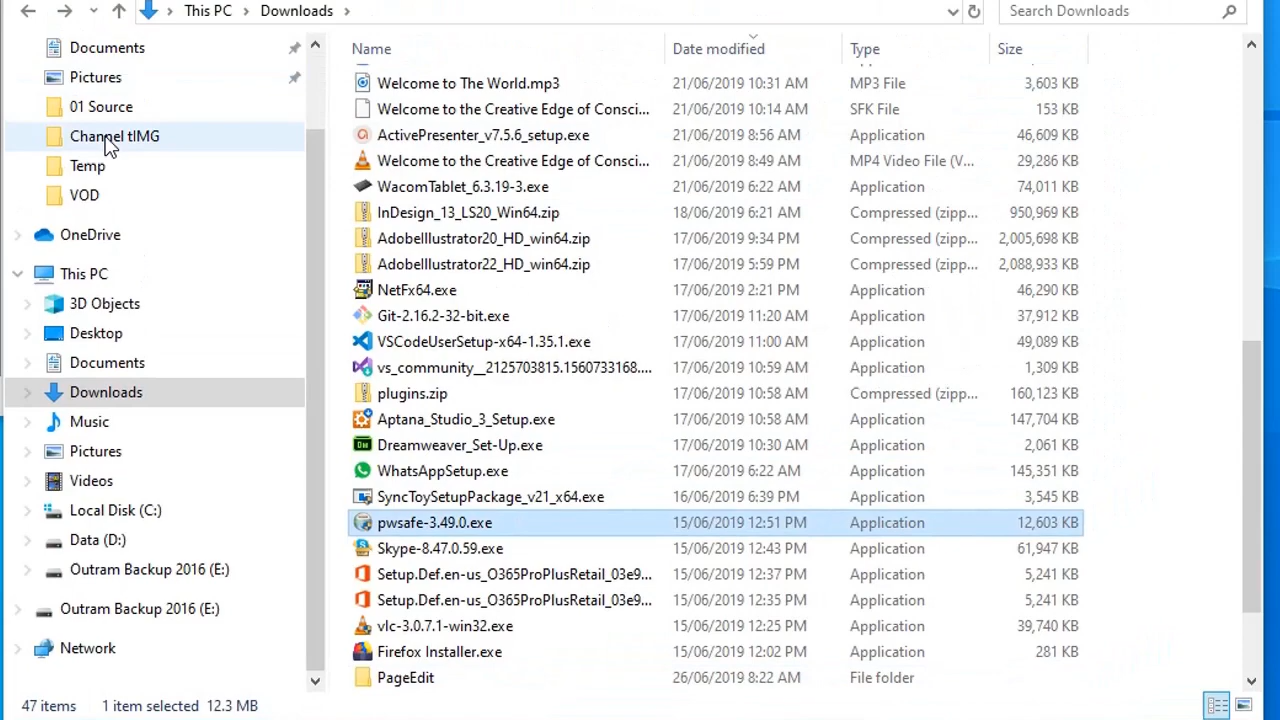 This PC > Downloads >
Search Downloads
Documents
Pictures
01 Source
Channel tIMG
Temp
VOD
OneDrive
This PC
3D Objects
Desktop
Documents
Downloads
Music
Pictures
Videos
Local Disk (C:)
Data (D:)
Outram Backup 2016 (E:)
Outram Backup 2016 (E:)
Network
Name Date modified Type Size
Welcome to The World.mp3 21/06/2019 10:31 AM MP3 File 3,603 KB
Welcome to the Creative Edge of Consci... 21/06/2019 10:14 AM SFK File 153 KB
ActivePresenter_v7.5.6_setup.exe 21/06/2019 8:56 AM Application 46,609 KB
Welcome to the Creative Edge of Consci... 21/06/2019 8:49 AM MP4 Video File (V... 29,286 KB
WacomTablet_6.3.19-3.exe 21/06/2019 6:22 AM Application 74,011 KB
InDesign_13_LS20_Win64.zip 18/06/2019 6:21 AM Compressed (zipp... 950,969 KB
AdobeIllustrator20_HD_win64.zip 17/06/2019 9:34 PM Compressed (zipp... 2,005,698 KB
AdobeIllustrator22_HD_win64.zip 17/06/2019 5:59 PM Compressed (zipp... 2,088,933 KB
NetFx64.exe 17/06/2019 2:21 PM Application 46,290 KB
Git-2.16.2-32-bit.exe 17/06/2019 11:20 AM Application 37,912 KB
VSCodeUserSetup-x64-1.35.1.exe 17/06/2019 11:00 AM Application 49,089 KB
vs_community__2125703815.1560733168.... 17/06/2019 10:59 AM Application 1,309 KB
plugins.zip 17/06/2019 10:58 AM Compressed (zipp... 160,123 KB
Aptana_Studio_3_Setup.exe 17/06/2019 10:58 AM Application 147,704 KB
Dreamweaver_Set-Up.exe 17/06/2019 10:30 AM Application 2,061 KB
WhatsAppSetup.exe 17/06/2019 6:22 AM Application 145,351 KB
SyncToySetupPackage_v21_x64.exe 16/06/2019 6:39 PM Application 3,545 KB
pwsafe-3.49.0.exe 15/06/2019 12:51 PM Application 12,603 KB
Skype-8.47.0.59.exe 15/06/2019 12:43 PM Application 61,947 KB
Setup.Def.en-us_O365ProPlusRetail_03e9... 15/06/2019 12:37 PM Application 5,241 KB
Setup.Def.en-us_O365ProPlusRetail_03e9... 15/06/2019 12:35 PM Application 5,241 KB
vlc-3.0.7.1-win32.exe 15/06/2019 12:25 PM Application 39,740 KB
Firefox Installer.exe 15/06/2019 12:02 PM Application 281 KB
PageEdit 26/06/2019 8:22 AM File folder
47 items 1 item selected 12.3 MB